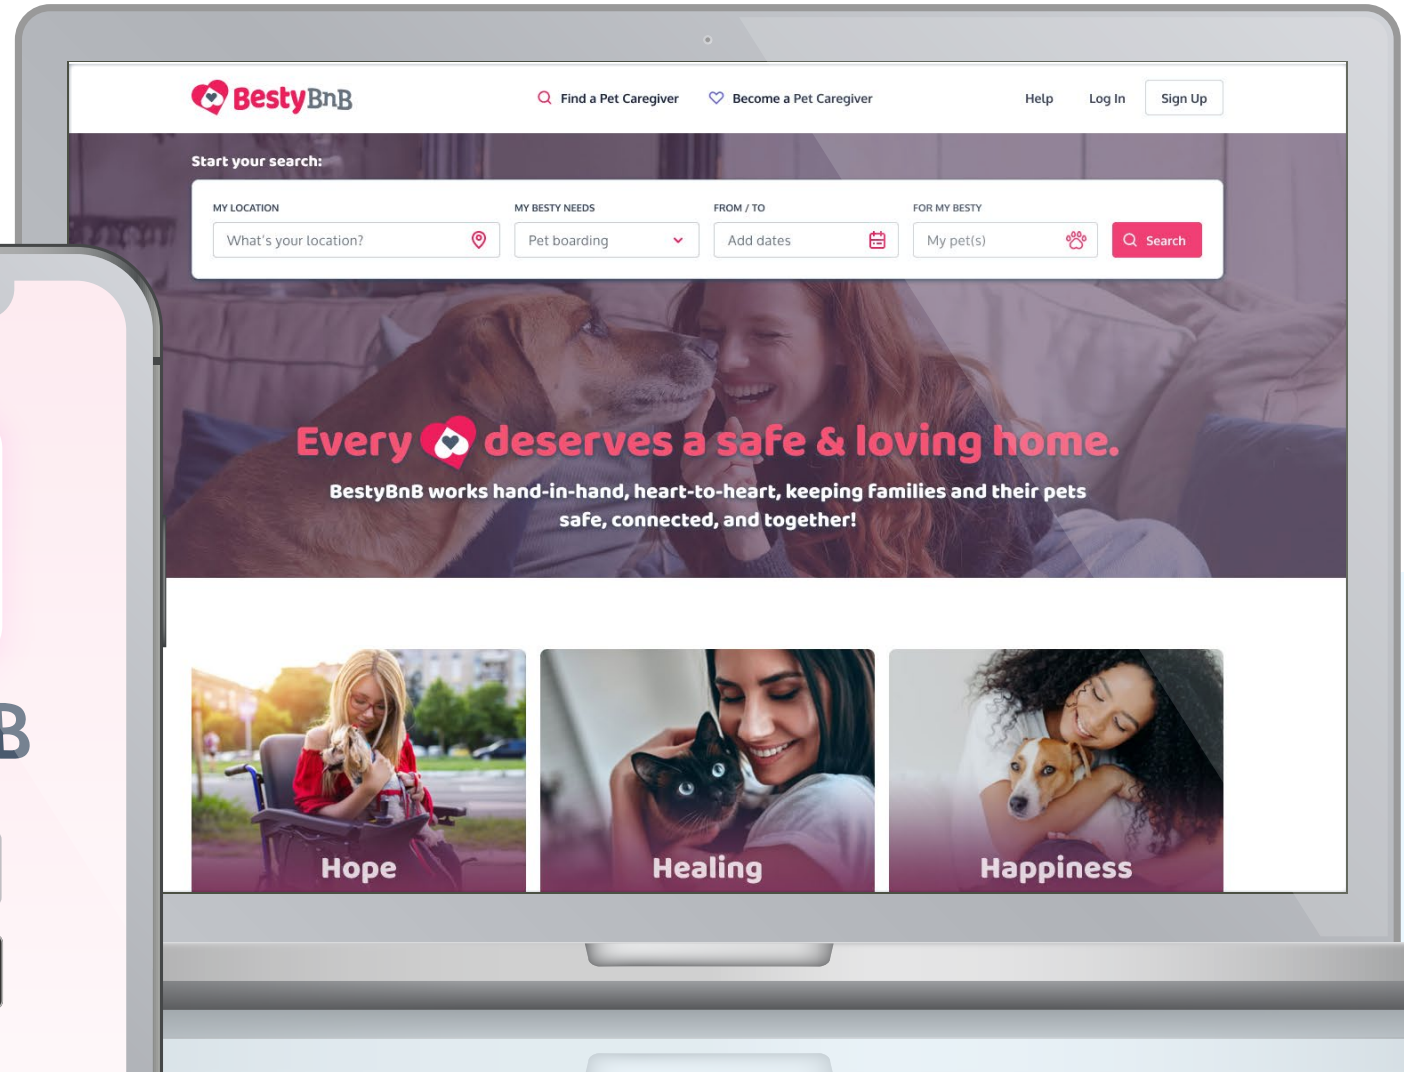 BestyBnB
Find a Pet Caregiver
Become a Pet Caregiver
Help
Log In
Sign Up
Start your search:
MY LOCATION
MY BESTY NEEDS
FROM / TO
FOR MY BESTY
What's your location?
Pet boarding
Add dates
My pet(s)
Search
Every deserves a safe & loving home.
BestyBnB works hand-in-hand, heart-to-heart, keeping families and their pets
safe, connected, and together!
B
Hope
Healing
Happiness